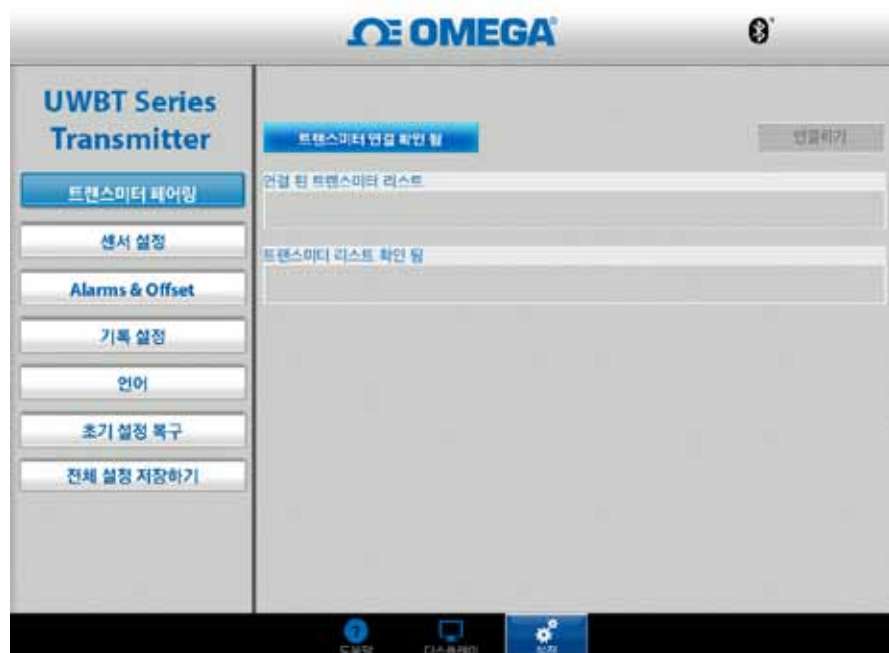 OMEGA
UWBT Series
Transmitter
트랜스미터 페어링
센서 설정
Alarms & Offset
기록 설정
언어
초기 설정 복구
전체 설정 저장하기
트랜스미터 연결 확인 됨
연결하기
연결 된 트랜스미터 리스트
트랜스미터 리스트 확인 됨
도움말
디스플레이
설정